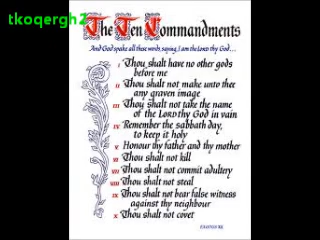 tkoqergh2
The Ten Commandments
And God spake all these words, saying, I am the LORD thy God...
I Thou shalt have no other gods
before me
II Thou shalt not make unto thee
any graven image
III Thou shalt not take the name
of the LORD thy God in vain
IV Remember the sabbath day,
to keep it holy
V Honour thy father and thy mother
VI Thou shalt not kill
VII Thou shalt not commit adultery
VIII Thou shalt not steal
IX Thou shalt not bear false witness
against thy neighbour
X Thou shalt not covet